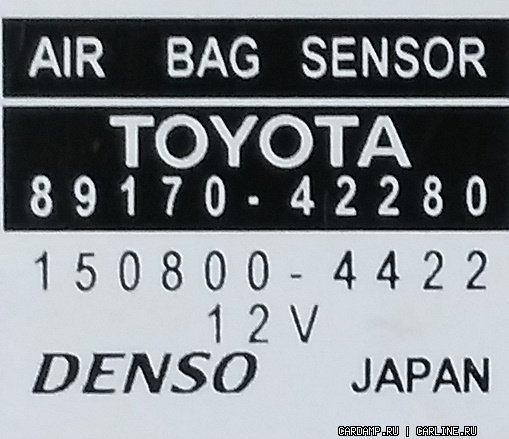 AIR BAG SENSOR
TOYOTA
89170-42280
150800-4422
12V
DENSO JAPAN
CARDAMP.RU | CARLINE.RU